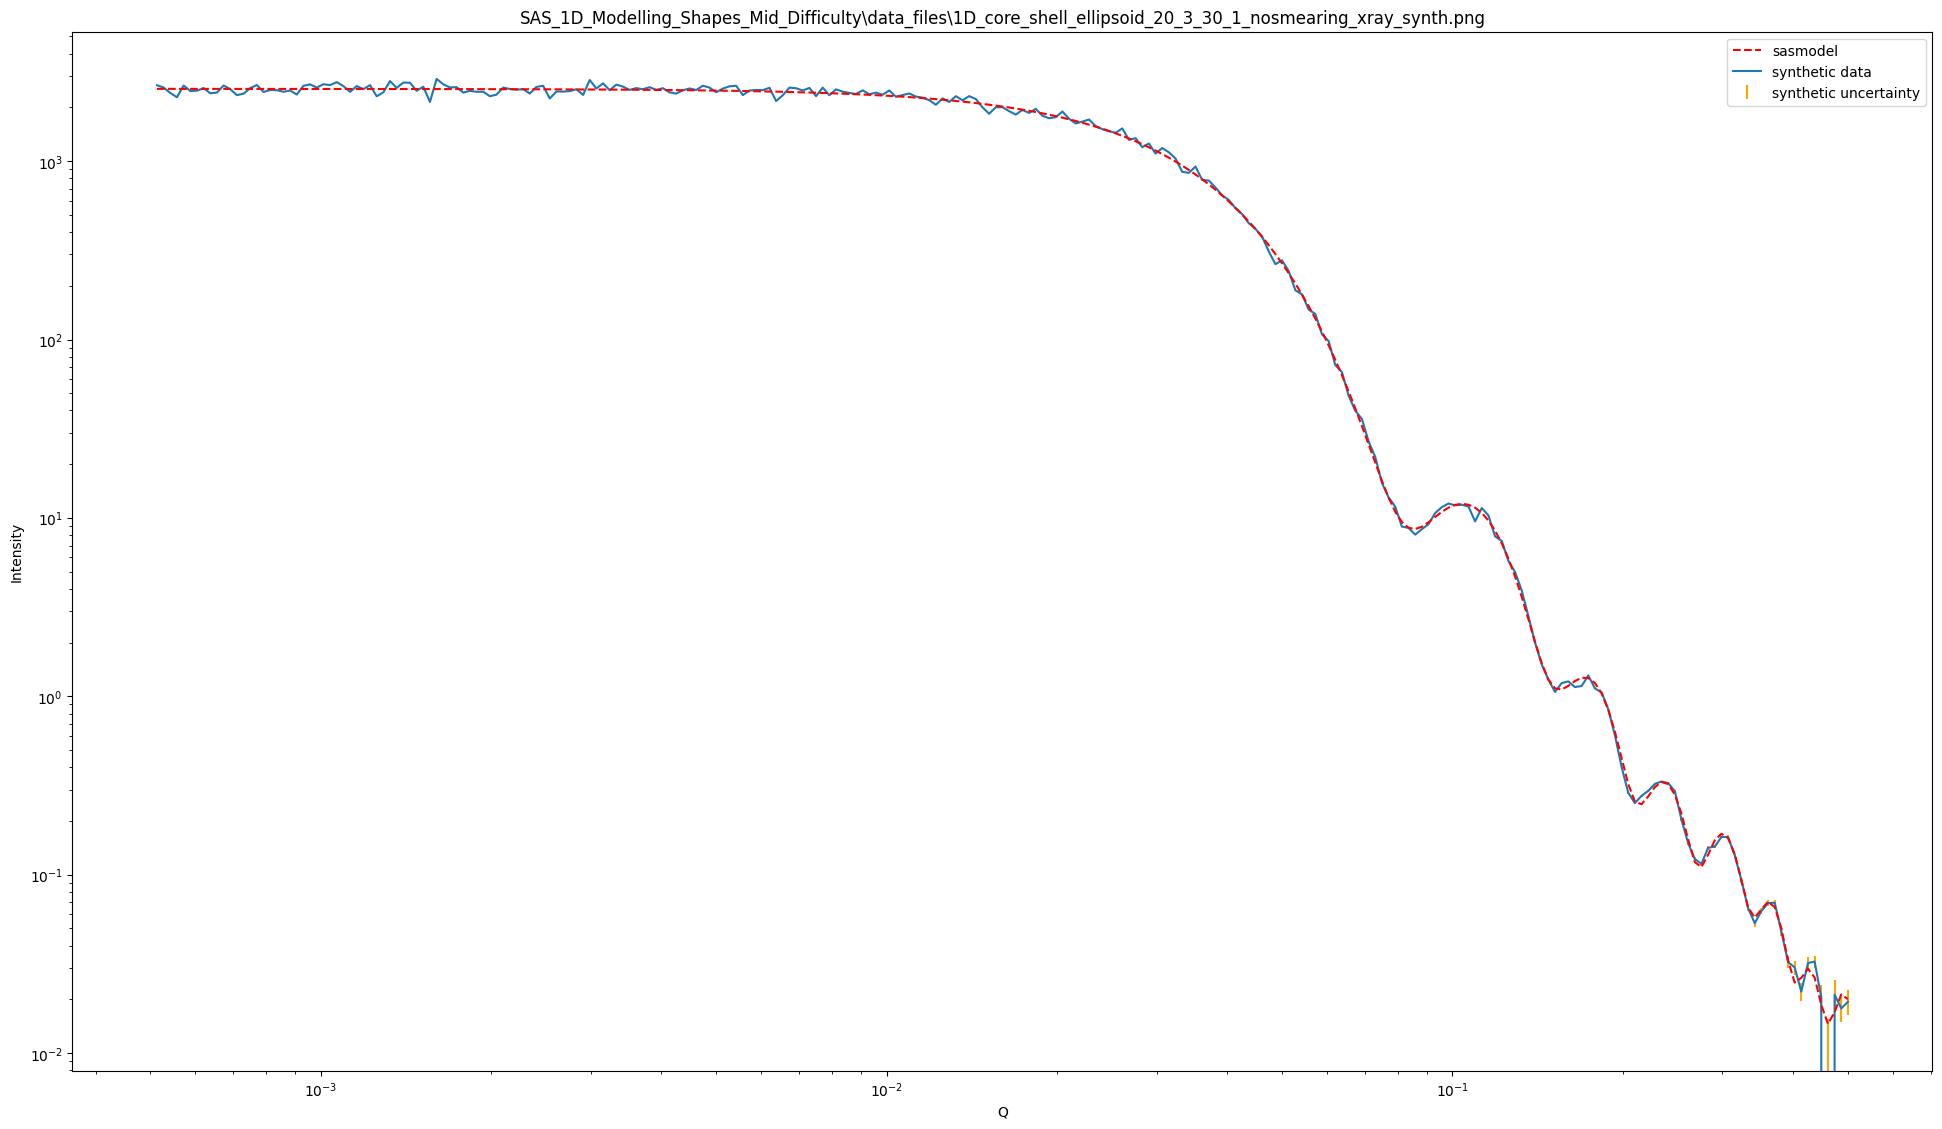 SAS_1D_Modelling_Shapes_Mid_Difficulty\data_files\1D_core_shell_ellipsoid_20_3_30_1_nosmearing_xray_synth.png
sasmodel
synthetic data
synthetic uncertainty
Intensity
10³
10²
10¹
10⁰
10⁻¹
10⁻²
10⁻³
10⁻²
10⁻¹
Q